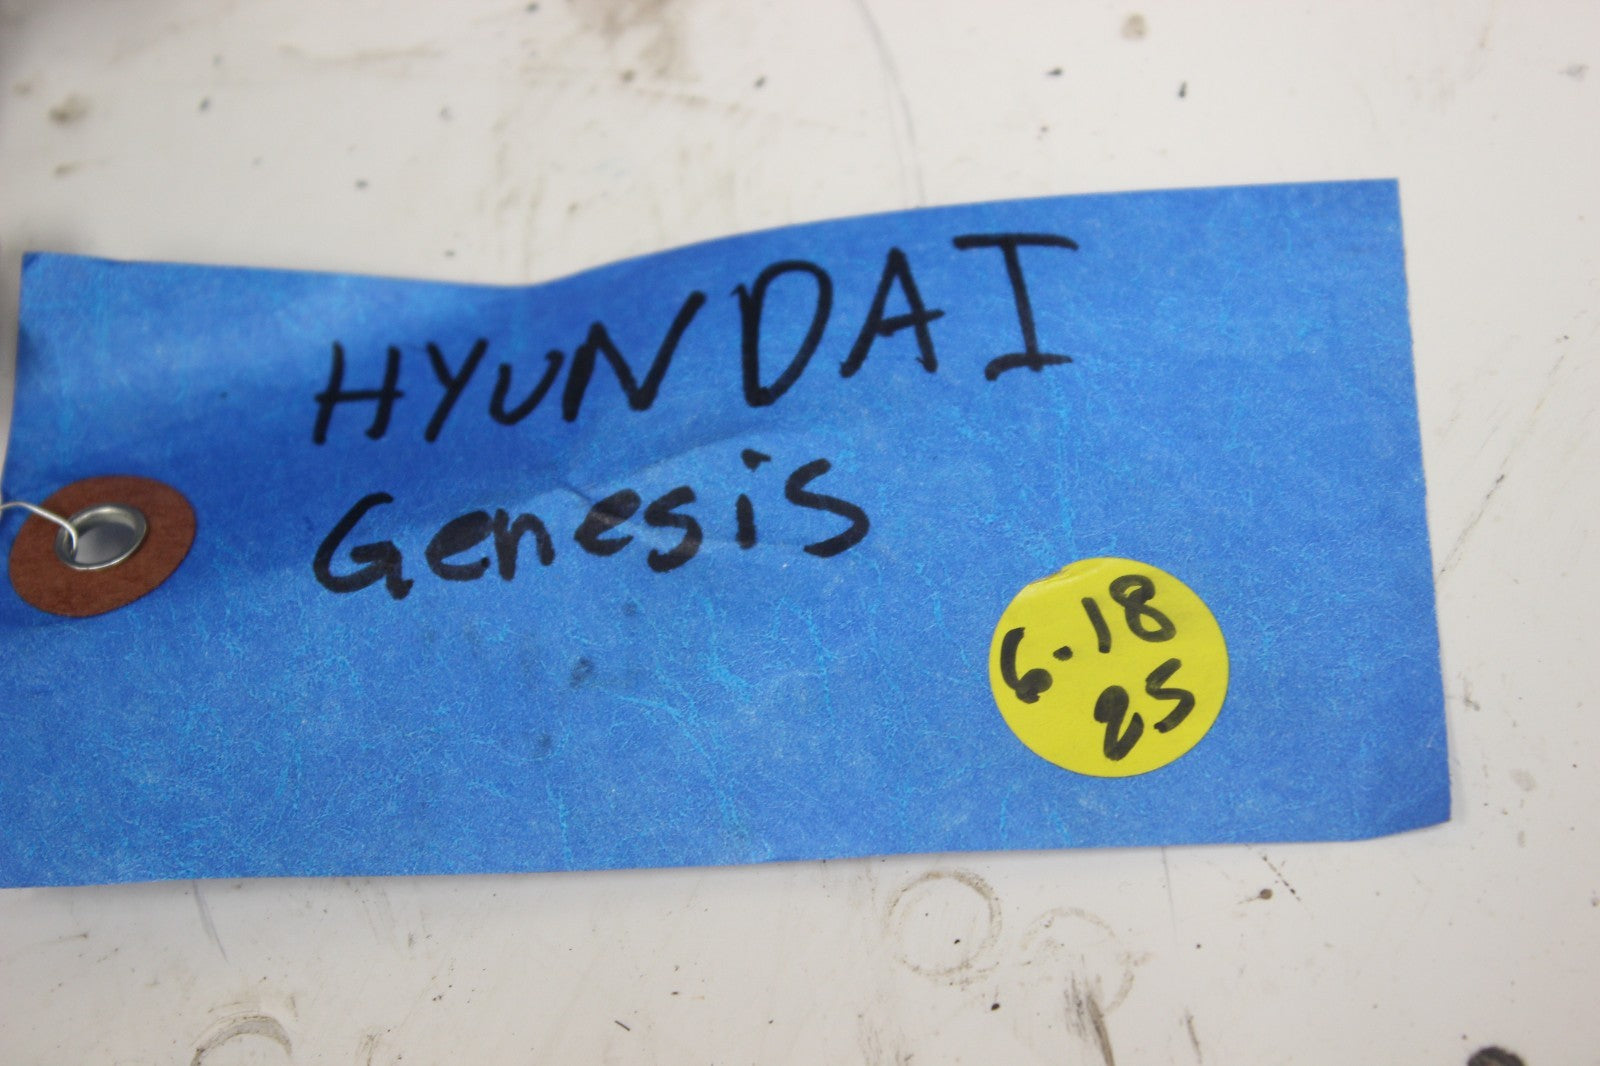 HYUNDAI
Genesis
6.18
25